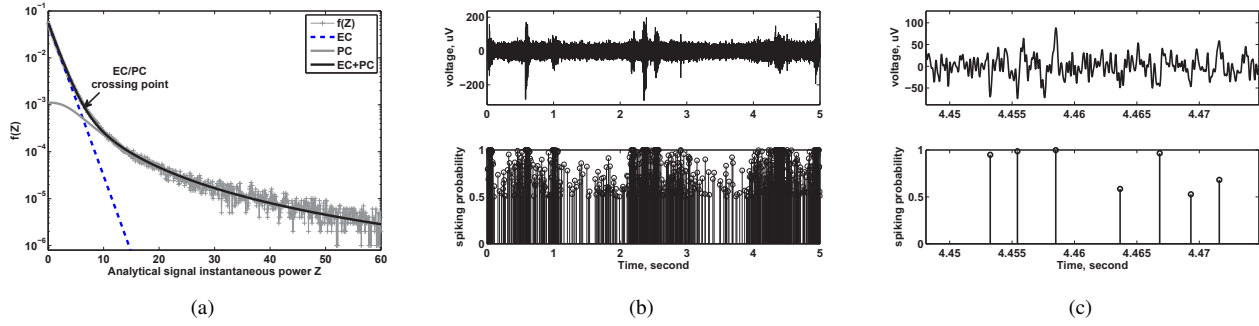 10⁻¹
10⁻²
10⁻³
10⁻⁴
10⁻⁵
10⁻⁶
f(Z)
0 10 20 30 40 50 60
Analytical signal instantaneous power Z
EC/PC
crossing point
f(Z)
EC
PC
EC+PC
(a)
voltage, uV
200
0
−200
0 1 2 3 4 5
spiking probability
1
0.5
0
0 1 2 3 4 5
Time, second
(b)
voltage, uV
100
50
0
−50
4.45 4.455 4.46 4.465 4.47
spiking probability
1
0.5
0
4.45 4.455 4.46 4.465 4.47
Time, second
(c)